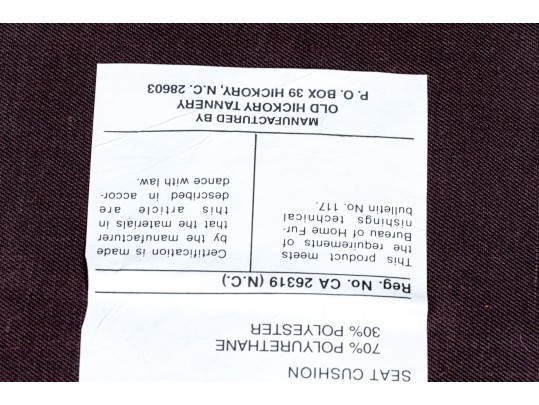 SEAT CUSHION
70% POLYURETHANE
30% POLYESTER
Reg. No. CA 26319 (N.C.)
This product meets
the requirements of
Bureau of Home Fur-
nishings technical
bulletin No. 117.
Certification is made
by the manufacturer
that the materials in
this article are
described in accor-
dance with law.
MANUFACTURED BY
OLD HICKORY TANNERY
P. O. BOX 39 HICKORY, N.C. 28603